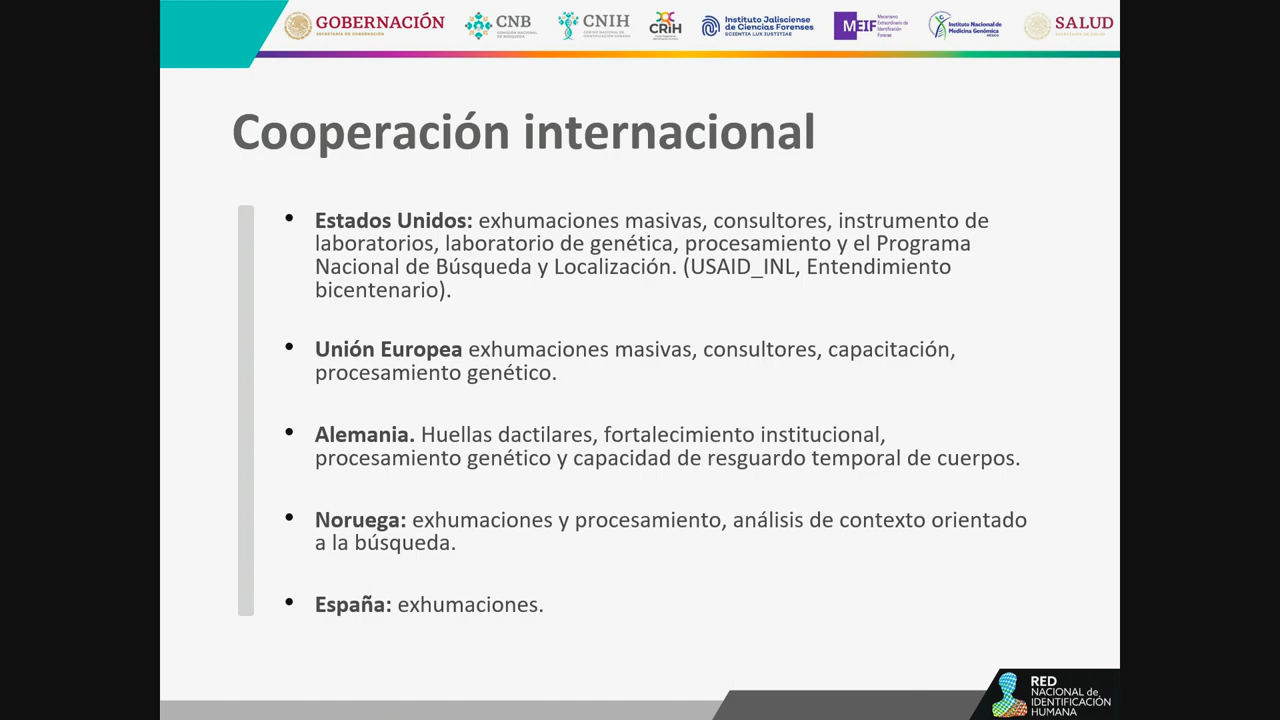 GOBERNACIÓN
SECRETARÍA DE GOBERNACIÓN
CNB
COMISIÓN NACIONAL
DE BÚSQUEDA
CNIH
CENTRO NACIONAL DE
IDENTIFICACIÓN HUMANA
CRIH
Instituto Jalisciense
de Ciencias Forenses
SCIENTIA LUX IUSTITIAE
MEIF
Mecanismo
Extraordinario de
Identificación
Forense
Instituto Nacional de
Medicina Genómica
MÉXICO
SALUD
SECRETARÍA DE SALUD
Cooperación internacional
• Estados Unidos: exhumaciones masivas, consultores, instrumento de
laboratorios, laboratorio de genética, procesamiento y el Programa
Nacional de Búsqueda y Localización. (USAID_INL, Entendimiento
bicentenario).
• Unión Europea exhumaciones masivas, consultores, capacitación,
procesamiento genético.
• Alemania. Huellas dactilares, fortalecimiento institucional,
procesamiento genético y capacidad de resguardo temporal de cuerpos.
• Noruega: exhumaciones y procesamiento, análisis de contexto orientado
a la búsqueda.
• España: exhumaciones.
RED
NACIONAL de
IDENTIFICACIÓN
HUMANA